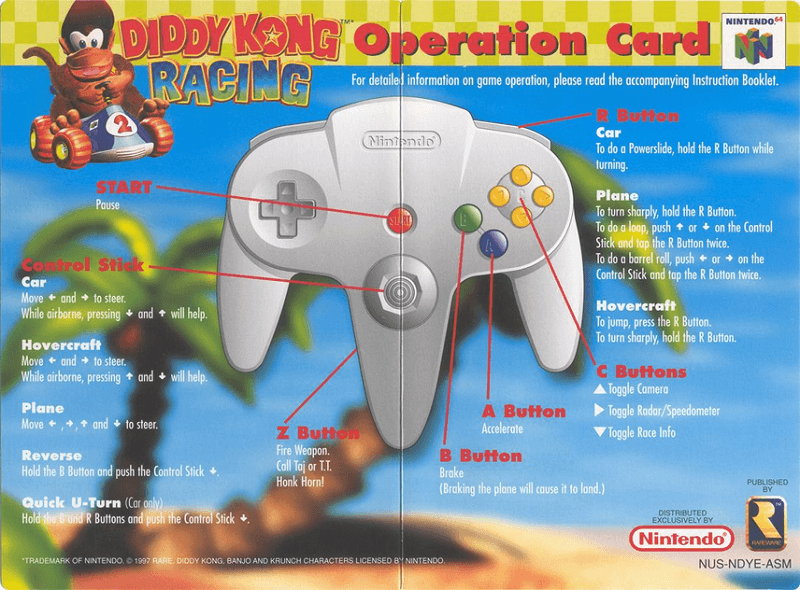 DIDDY KONG RACING ™* Operation Card
NINTENDO 64
N
For detailed information on game operation, please read the accompanying Instruction Booklet.
2
Nintendo®
START
START
Pause
Control Stick
Car
Move ← and → to steer.
While airborne, pressing ↓ and ↑ will help.
Hovercraft
Move ← and → to steer.
While airborne, pressing ↑ and ↓ will help.
Plane
Move ←,→,↑ and ↓ to steer.
Reverse
Hold the B Button and push the Control Stick ↓.
Quick U-Turn (Car only)
Hold the B and R Buttons and push the Control Stick ↓.
Z Button
Fire Weapon.
Call Taj or T.T.
Honk Horn!
B
A
A Button
Accelerate
B Button
Brake
(Braking the plane will cause it to land.)
R Button
Car
To do a Powerslide, hold the R Button while
turning.
Plane
To turn sharply, hold the R Button.
To do a loop, push ↑ or ↓ on the Control
Stick and tap the R Button twice.
To do a barrel roll, push ← or → on the
Control Stick and tap the R Button twice.
Hovercraft
To jump, press the R Button.
To turn sharply, hold the R Button.
C Buttons
▲ Toggle Camera
▶ Toggle Radar/Speedometer
▼ Toggle Race Info
DISTRIBUTED
EXCLUSIVELY BY
Nintendo®
PUBLISHED
BY
R™
RAREWARE
NUS-NDYE-ASM
*TRADEMARK OF NINTENDO. © 1997 RARE. DIDDY KONG, BANJO AND KRUNCH CHARACTERS LICENSED BY NINTENDO.